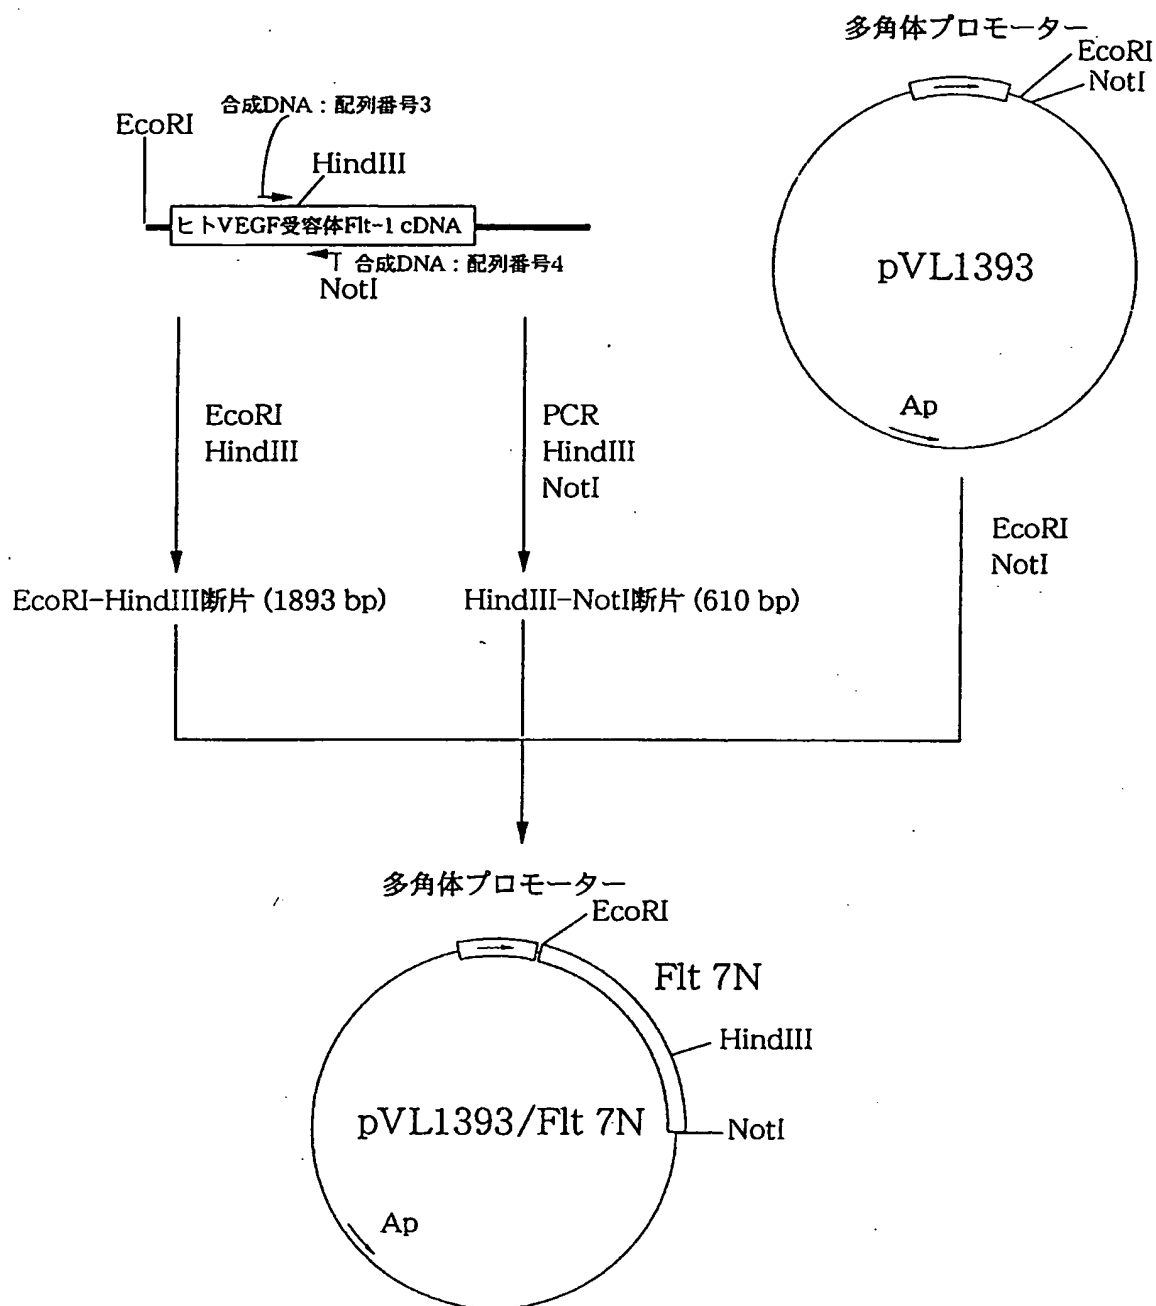 多角体プロモーター
EcoRI
NotI
合成DNA：配列番号3
EcoRI
HindIII
ヒトVEGF受容体Flt-1 cDNA
合成DNA：配列番号4
NotI
pVL1393
Ap
EcoRI
HindIII
PCR
HindIII
NotI
EcoRI
NotI
EcoRI-HindIII断片 (1893 bp)
HindIII-NotI断片 (610 bp)
多角体プロモーター
EcoRI
Flt 7N
HindIII
pVL1393/Flt 7N
NotI
Ap